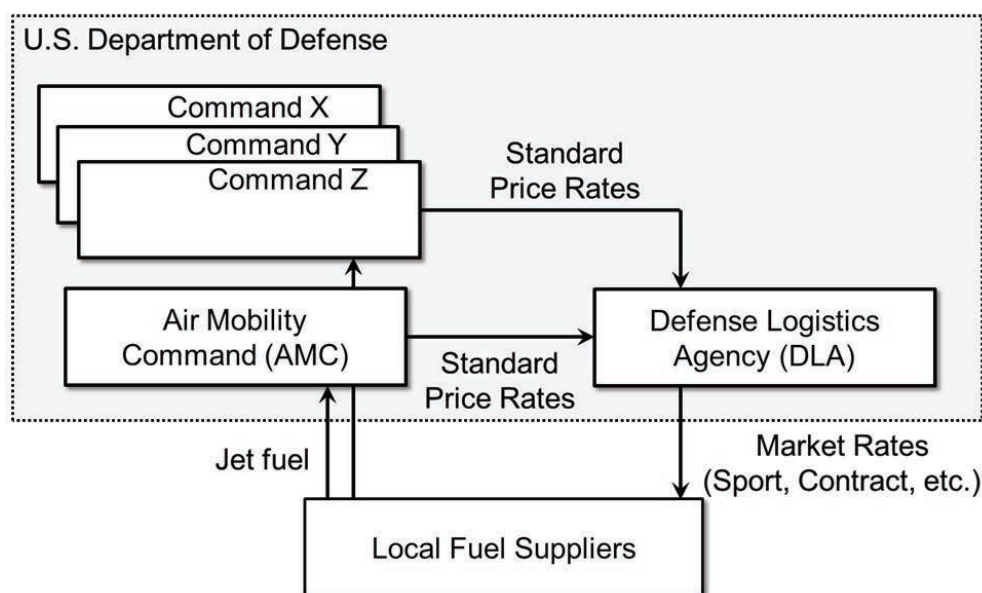 U.S. Department of Defense
Command X
Command Y
Command Z
Standard
Price Rates
Air Mobility
Command (AMC)
Standard
Price Rates
Defense Logistics
Agency (DLA)
Jet fuel
Market Rates
(Sport, Contract, etc.)
Local Fuel Suppliers